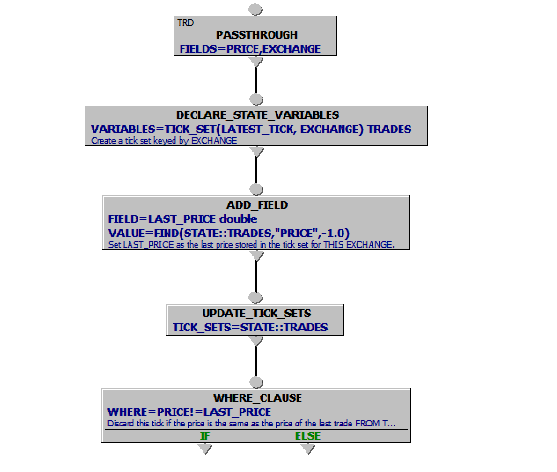 TRD
PASSTHROUGH
FIELDS=PRICE,EXCHANGE
DECLARE_STATE_VARIABLES
VARIABLES=TICK_SET(LATEST_TICK, EXCHANGE) TRADES
Create a tick set keyed by EXCHANGE
ADD_FIELD
FIELD=LAST_PRICE double
VALUE=FIND(STATE::TRADES,"PRICE",-1.0)
Set LAST_PRICE as the last price stored in the tick set for THIS EXCHANGE.
UPDATE_TICK_SETS
TICK_SETS=STATE::TRADES
WHERE_CLAUSE
WHERE=PRICE!=LAST_PRICE
Discard this tick if the price is the same as the price of the last trade FROM T...
IF ELSE